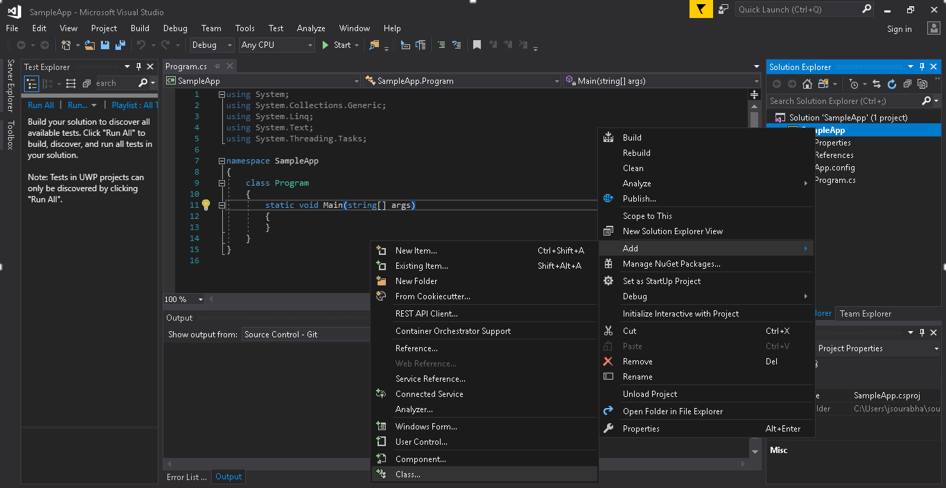 SampleApp - Microsoft Visual Studio
Quick Launch (Ctrl+Q)
File Edit View Project Build Debug Team Tools Test Analyze Window Help
Sign in
Debug Any CPU Start
Server Explorer
Toolbox
Test Explorer
earch
Run All Run... Playlist : All T
Build your solution to discover all
available tests. Click "Run All" to
build, discover, and run all tests in
your solution.
Note: Tests in UWP projects can
only be discovered by clicking
"Run All".
Program.cs
SampleApp SampleApp.Program Main(string[] args)
1 using System;
2 using System.Collections.Generic;
3 using System.Linq;
4 using System.Text;
5 using System.Threading.Tasks;
6
7 namespace SampleApp
8 {
9 class Program
10 {
11 static void Main(string[] args)
12 {
13 }
14 }
15 }
16
100 %
Output
Show output from: Source Control - Git
Error List ... Output
New Item... Ctrl+Shift+A
Existing Item... Shift+Alt+A
New Folder
From Cookiecutter...
REST API Client...
Container Orchestrator Support
Reference...
Web Reference...
Service Reference...
Connected Service
Analyzer...
Windows Form...
User Control...
Component...
Class...
Build
Rebuild
Clean
Analyze
Publish...
Scope to This
New Solution Explorer View
Add
Manage NuGet Packages...
Set as StartUp Project
Debug
Initialize Interactive with Project
Cut Ctrl+X
Paste Ctrl+V
Remove Del
Rename
Unload Project
Open Folder in File Explorer
Properties Alt+Enter
Solution Explorer
Search Solution Explorer (Ctrl+;)
Solution 'SampleApp' (1 project)
mpleApp
Properties
References
App.config
Program.cs
orer Team Explorer
Project Properties
e SampleApp.csproj
lder C:\Users\jsourabha\
Misc